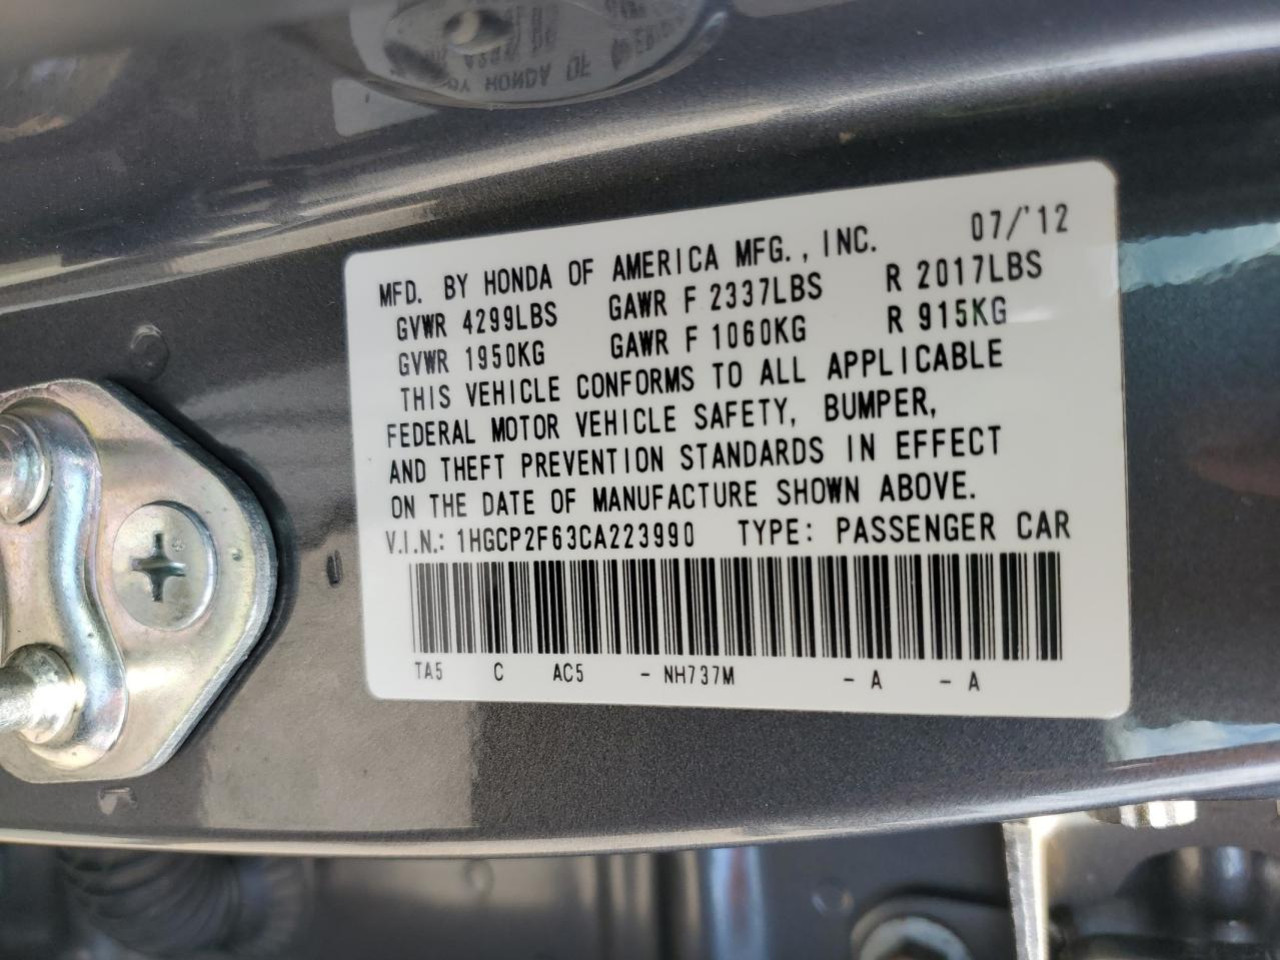 MFD. BY HONDA OF AMERICA MFG., INC. 07/'12
GVWR 4299LBS GAWR F 2337LBS R 2017LBS
GVWR 1950KG GAWR F 1060KG R 915KG
THIS VEHICLE CONFORMS TO ALL APPLICABLE
FEDERAL MOTOR VEHICLE SAFETY, BUMPER,
AND THEFT PREVENTION STANDARDS IN EFFECT
ON THE DATE OF MANUFACTURE SHOWN ABOVE.
V.I.N.: 1HGCP2F63CA223990 TYPE: PASSENGER CAR
TA5 C AC5 - NH737M - A - A